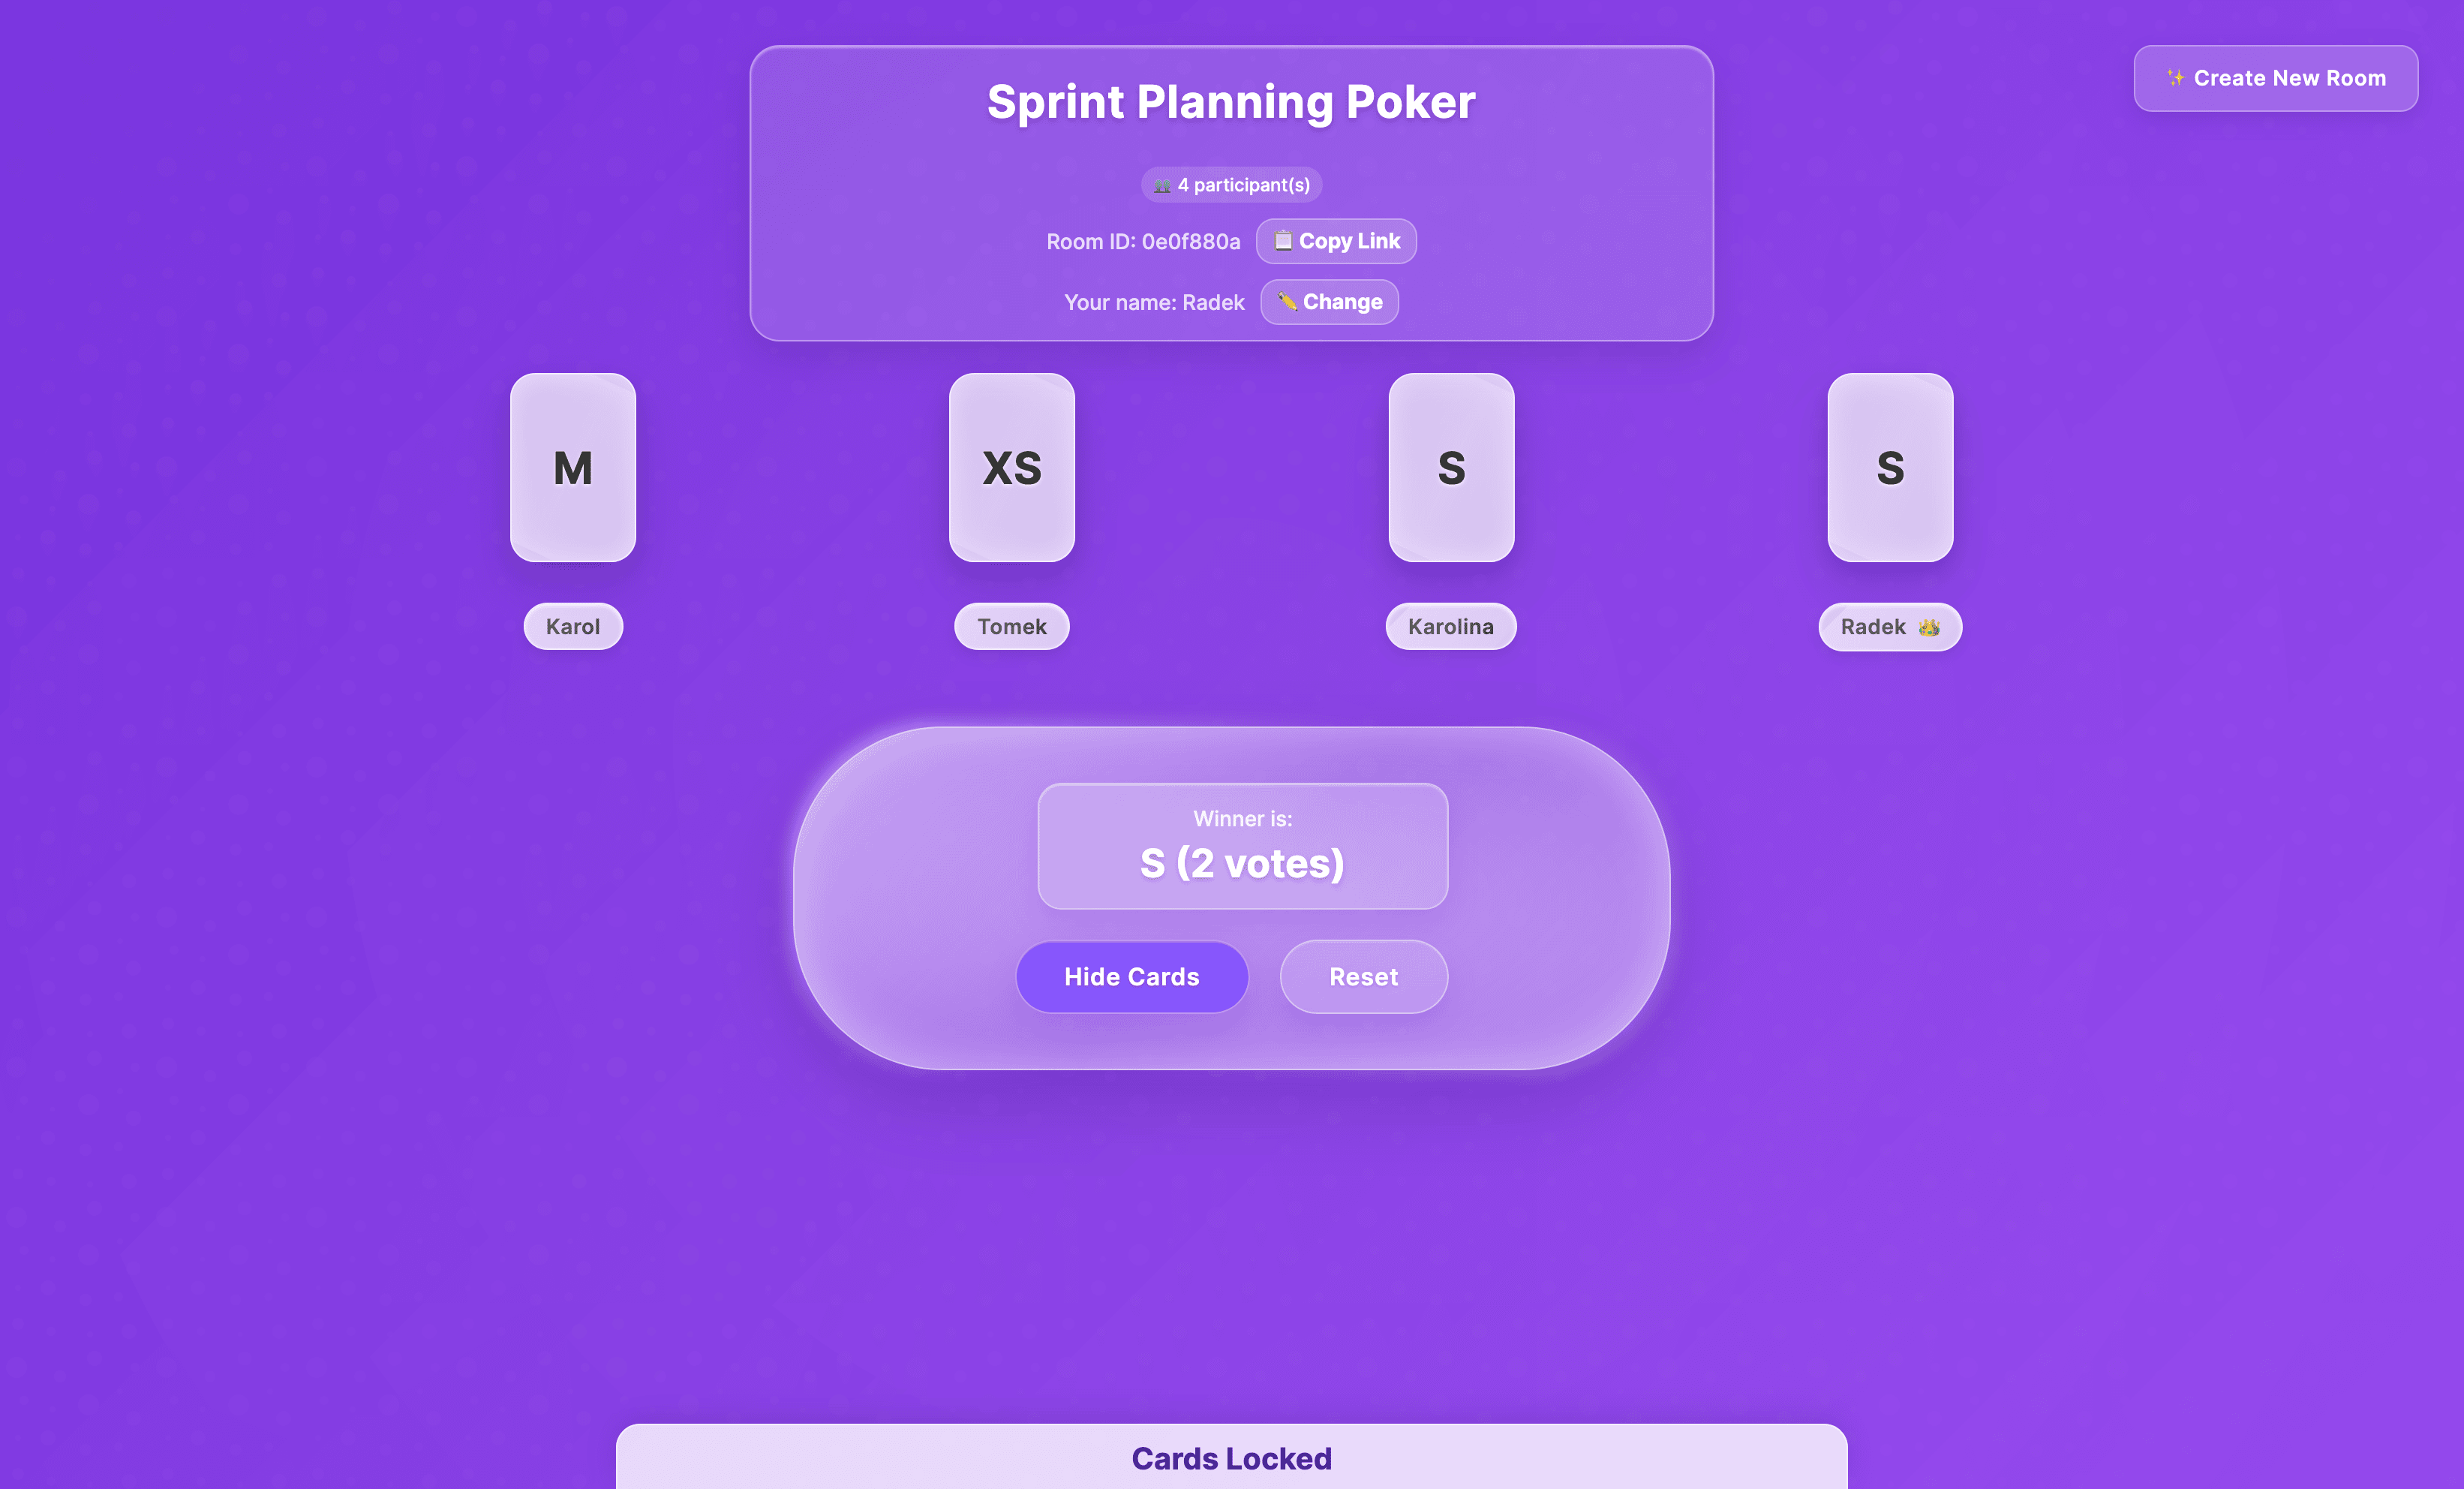 Sprint Planning Poker
✨ Create New Room
👥 4 participant(s)
Room ID: 0e0f880a 📋 Copy Link
Your name: Radek ✏️ Change
M XS S S
Karol Tomek Karolina Radek 👑
Winner is:
S (2 votes)
Hide Cards Reset
Cards Locked